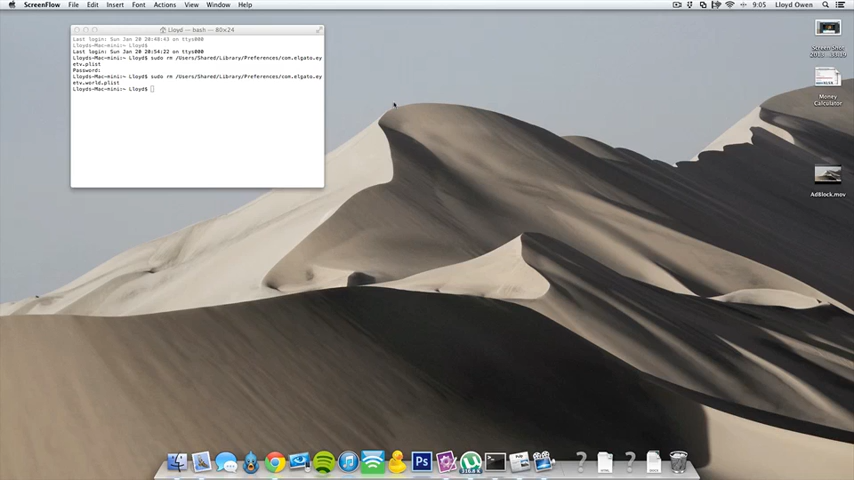 ScreenFlow File Edit Insert Font Actions View Window Help 9:05 Lloyd Owen
Lloyd — bash — 80×24
Last login: Sun Jan 20 20:48:43 on ttys000
Lloyds-Mac-mini:~ Lloyd$
Last login: Sun Jan 20 20:54:22 on ttys000
Lloyds-Mac-mini:~ Lloyd$ sudo rm /Users/Shared/Library/Preferences/com.elgato.ey
etv.plist
Password:
Lloyds-Mac-mini:~ Lloyd$ sudo rm /Users/Shared/Library/Preferences/com.elgato.ey
etv.world.plist
Lloyds-Mac-mini:~ Lloyd$
Screen Shot
Money
Calculator
AdBlock.mov
Ps